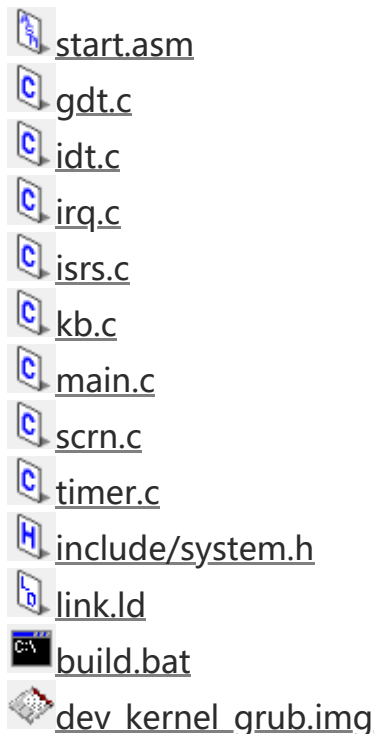 start.asm
gdt.c
idt.c
irq.c
isrs.c
kb.c
main.c
scrn.c
timer.c
include/system.h
link.ld
build.bat
dev_kernel_grub.img